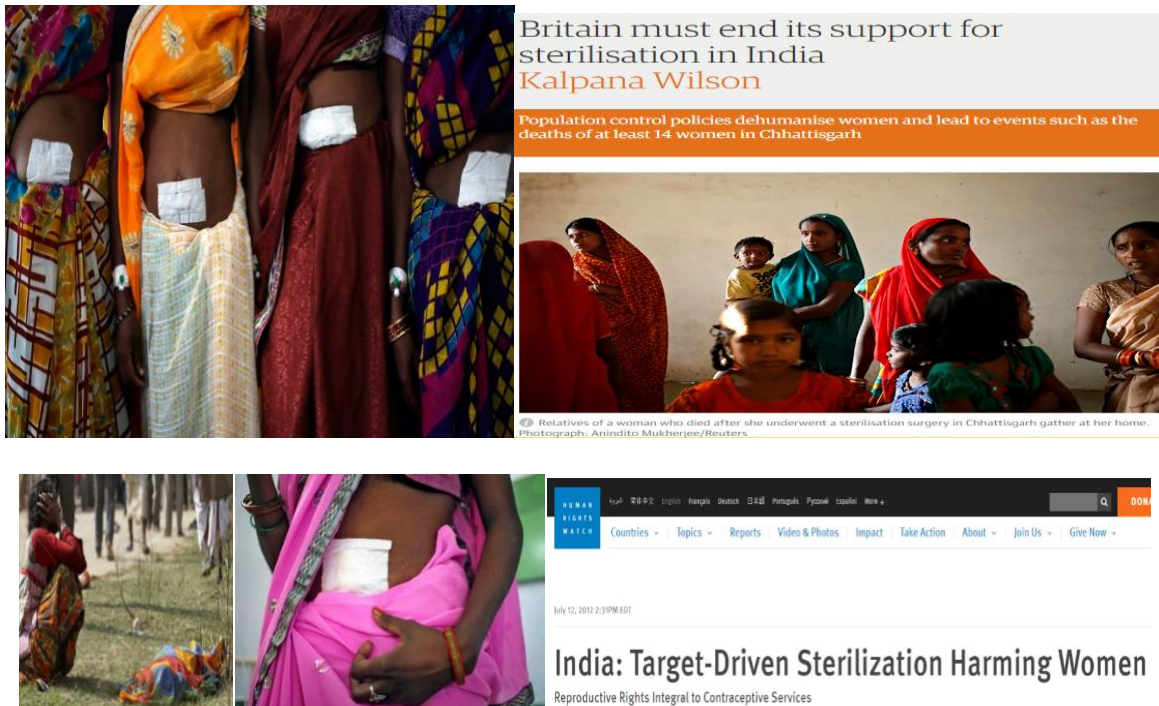 Britain must end its support for
sterilisation in India
Kalpana Wilson
Population control policies dehumanise women and lead to events such as the
deaths of at least 14 women in Chhattisgarh
Relatives of a woman who died after she underwent a sterilisation surgery in Chhattisgarh gather at her home.
Photograph: Anindito Mukherjee/Reuters
HUMAN
RIGHTS
WATCH
العربية 简体中文 English Français Deutsch 日本語 Português Русский Español More +
DONA
Countries Topics Reports Video & Photos Impact Take Action About Join Us Give Now
July 12, 2012 2:31PM EDT
India: Target-Driven Sterilization Harming Women
Reproductive Rights Integral to Contraceptive Services